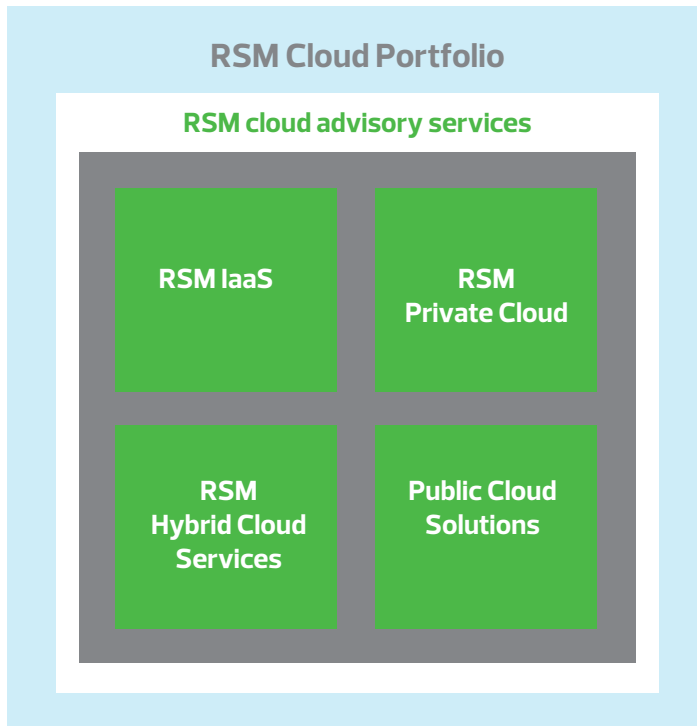 RSM Cloud Portfolio
RSM cloud advisory services
RSM IaaS
RSM
Private Cloud
RSM
Hybrid Cloud
Services
Public Cloud
Solutions